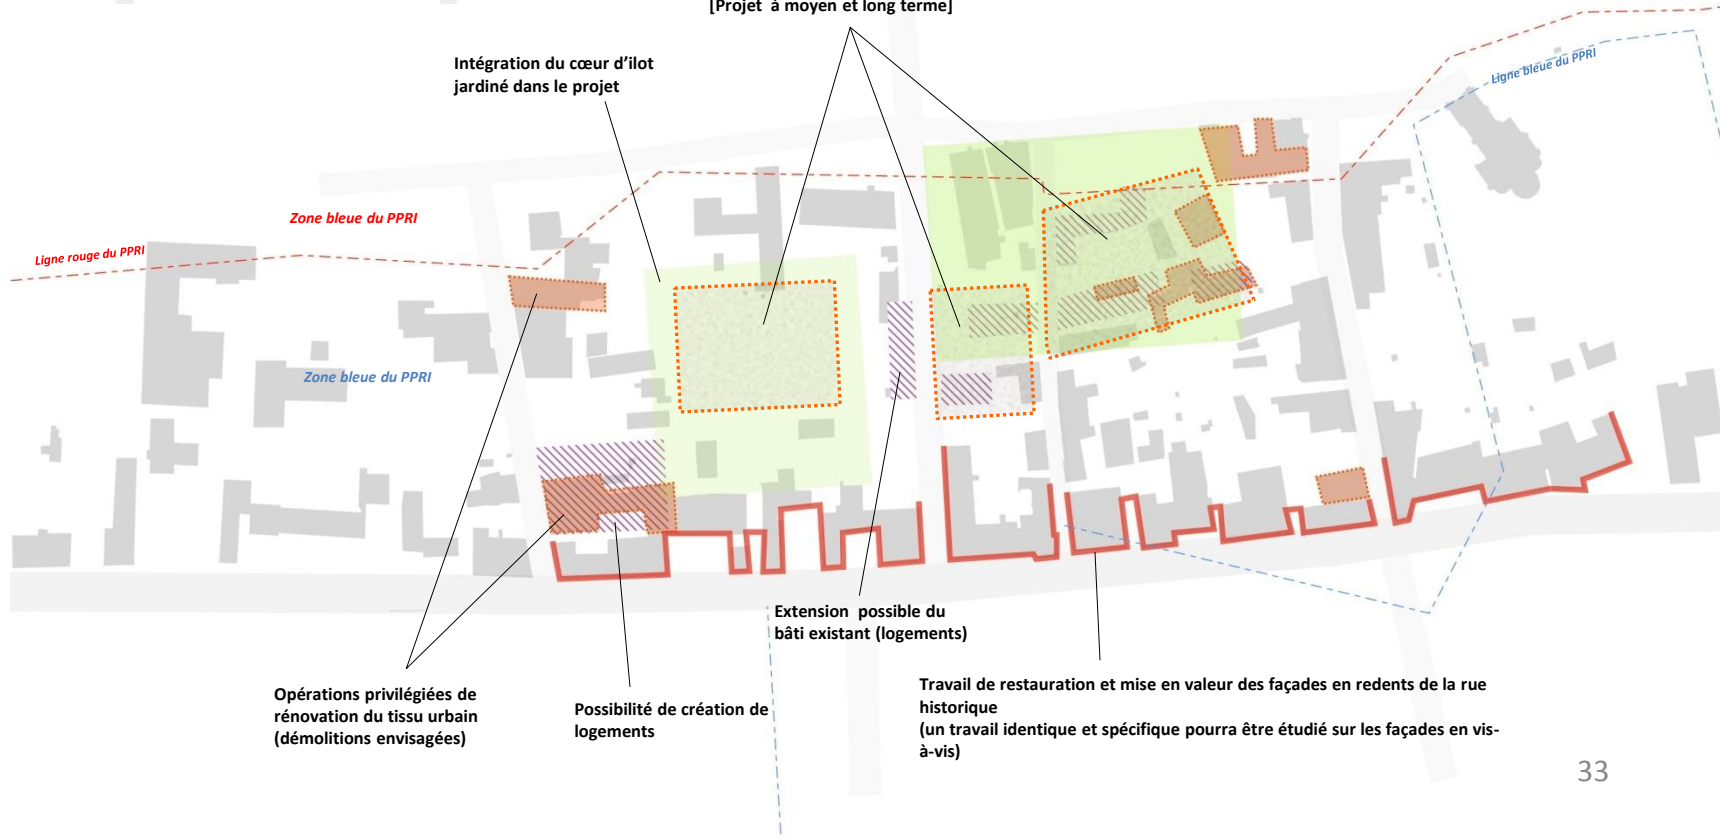 [Projet à moyen et long terme]
Intégration du cœur d'ilot
jardiné dans le projet
Ligne bleue du PPRI
Zone bleue du PPRI
Ligne rouge du PPRI
Zone bleue du PPRI
Extension possible du
bâti existant (logements)
Opérations privilégiées de
rénovation du tissu urbain
(démolitions envisagées)
Possibilité de création de
logements
Travail de restauration et mise en valeur des façades en redents de la rue
historique
(un travail identique et spécifique pourra être étudié sur les façades en vis-
à-vis)
33